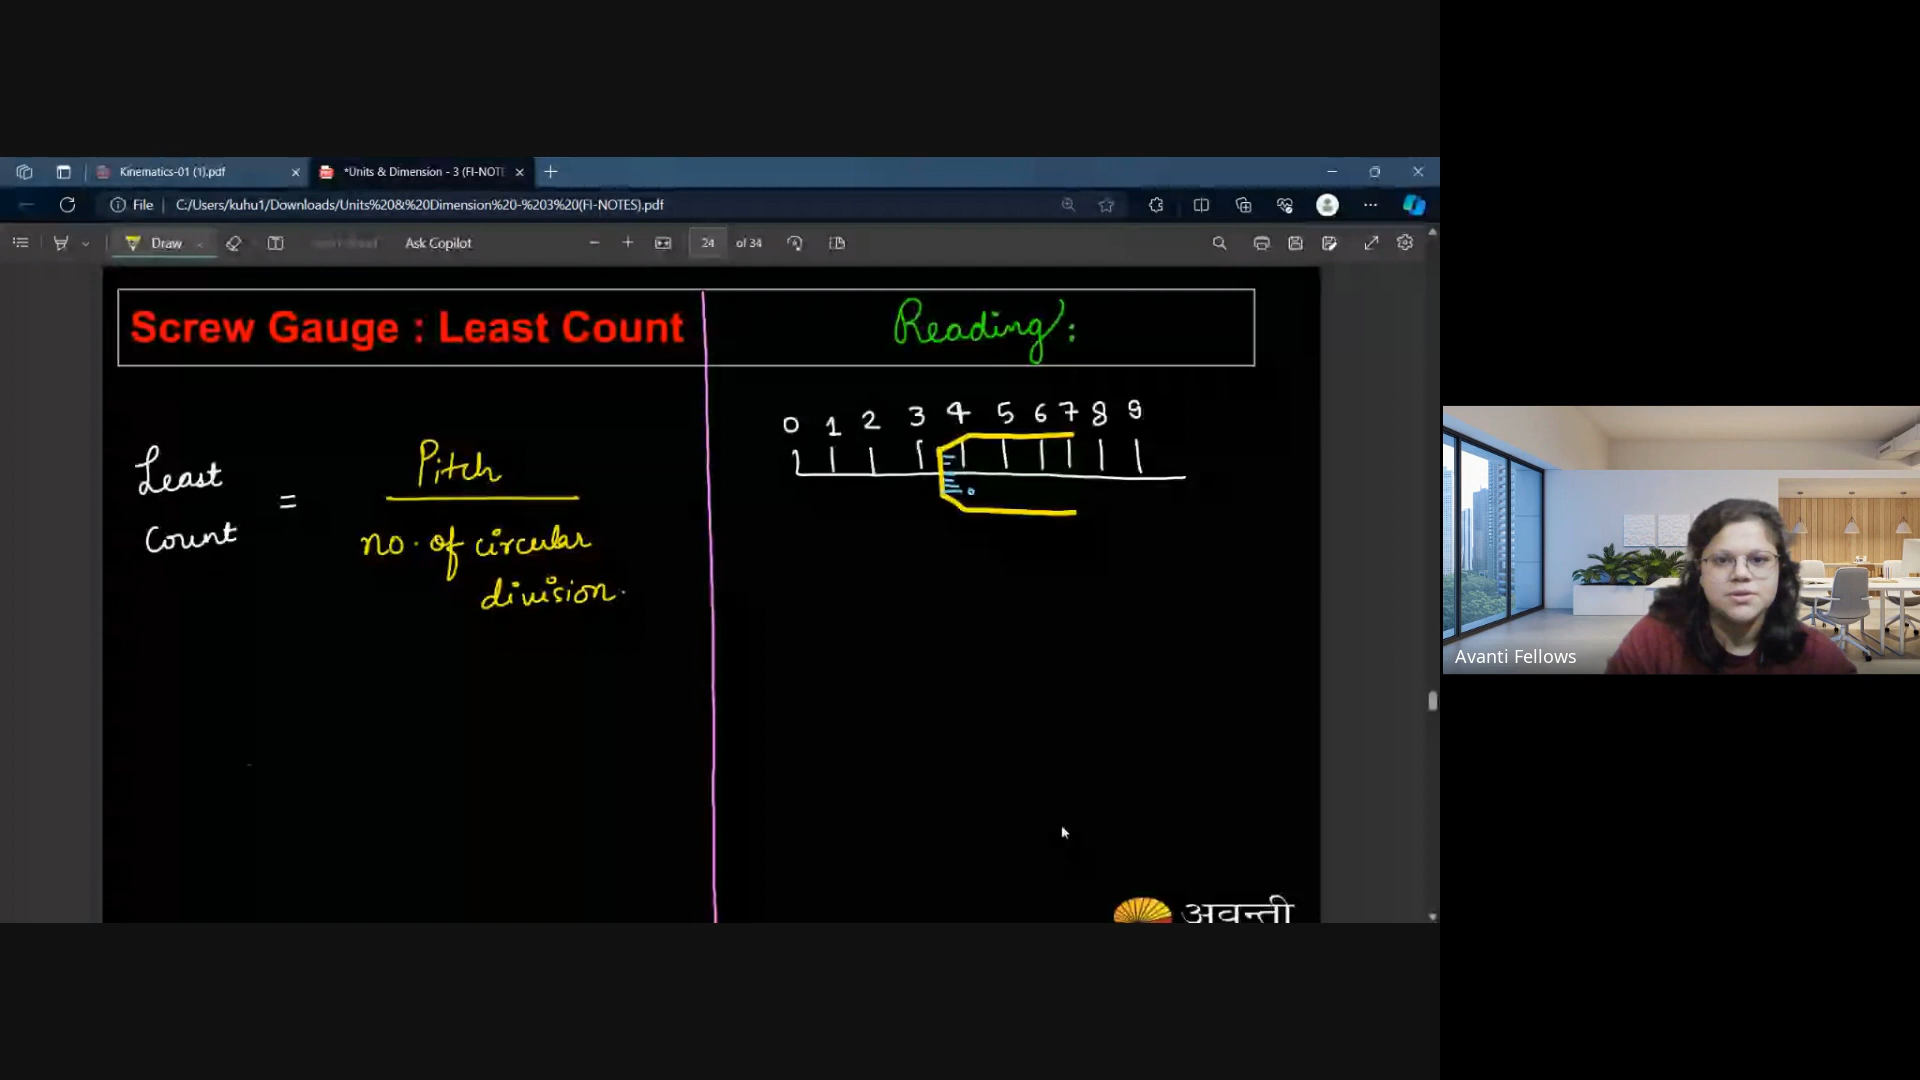 Kinematics-01 (1).pdf
*Units & Dimension - 3 (FI-NOTE
File
C:/Users/kuhu1/Downloads/Units%20&%20Dimension%20-%203%20(FI-NOTES).pdf
Draw
Ask Copilot
24 of 34
Screw Gauge : Least Count
Reading:
Least Count = Pitch
no. of circular
division.
0 1 2 3 4 5 6 7 8 9
0
अवन्ती
Avanti Fellows